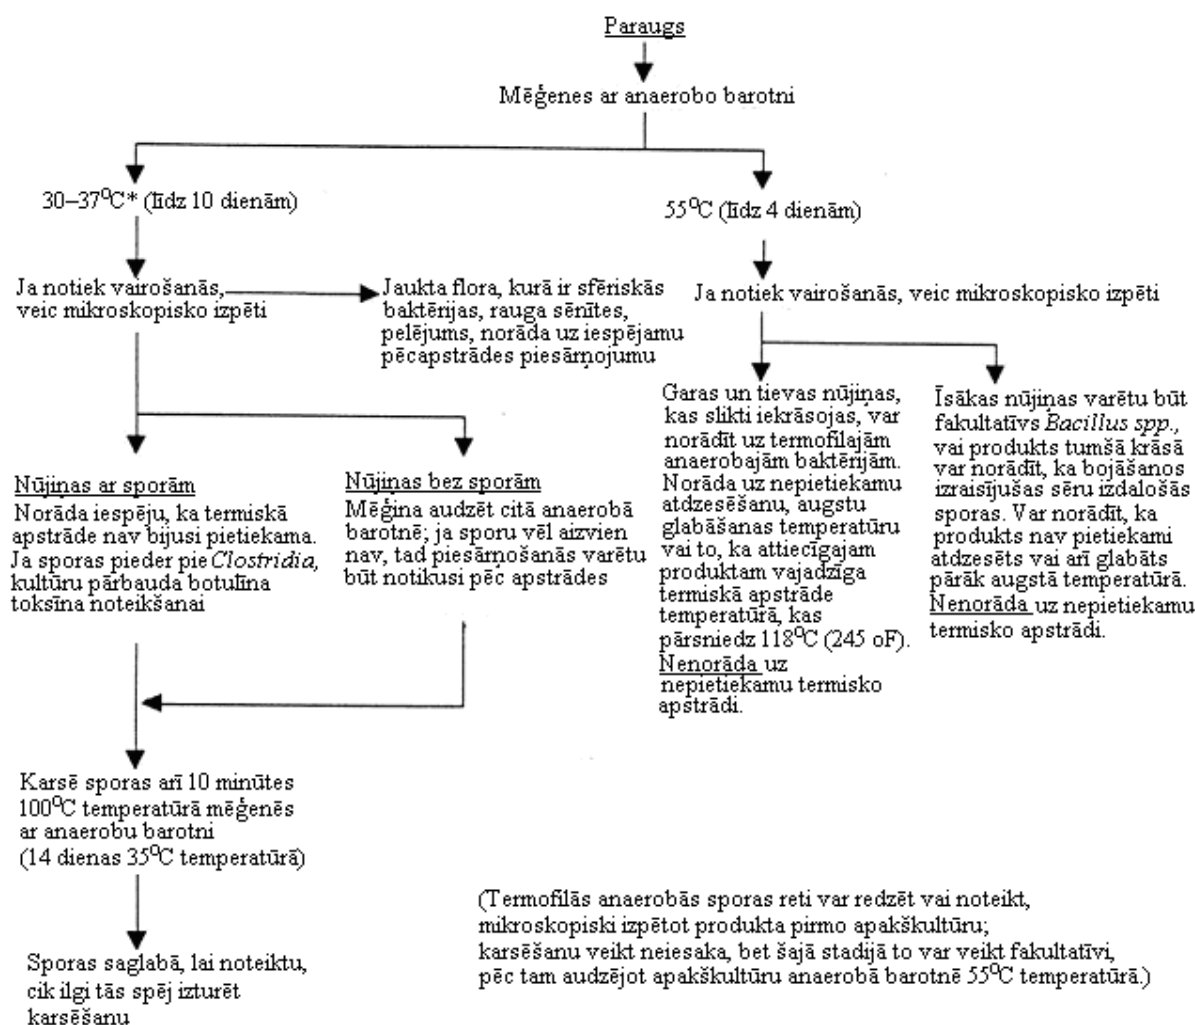 Paraugs
Mēģenes ar anaerobo barotni
30–37⁰C* (līdz 10 dienām)
55⁰C (līdz 4 dienām)
Ja notiek vairošanās,
veic mikroskopisko izpēti
Jaukta flora, kurā ir sfēriskās
baktērijas, rauga sēnītes,
pelējums, norāda uz iespējamu
pēcapstrādes piesārņojumu
Ja notiek vairošanās, veic mikroskopisko izpēti
Nūjiņas ar sporām
Norāda iespēju, ka termiskā
apstrāde nav bijusi pietiekama.
Ja sporas pieder pie Clostridia,
kultūru pārbauda botulīna
toksīna noteikšanai
Nūjiņas bez sporām
Mēģina audzēt citā anaerobā
barotnē; ja sporu vēl aizvien
nav, tad piesārņošanās varētu
būt notikusi pēc apstrādes
Garas un tievas nūjiņas,
kas slikti iekrāsojas, var
norādīt uz termofilajām
anaerobajām baktērijām.
Norāda uz nepietiekamu
atdzesēšanu, augstu
glabāšanas temperatūru
vai to, ka attiecīgajam
produktam vajadzīga
termiskā apstrāde
temperatūrā, kas
pārsniedz 118⁰C (245 oF).
Nenorāda uz
nepietiekamu termisko
apstrādi.
Īsākas nūjiņas varētu būt
fakultatīvs Bacillus spp.,
vai produkts tumšā krāsā
var norādīt, ka bojāšanos
izraisījušas sēru izdalošās
sporas. Var norādīt, ka
produkts nav pietiekami
atdzesēts vai arī glabāts
pārāk augstā temperatūrā.
Nenorāda uz nepietiekamu
termisko apstrādi.
Karsē sporas arī 10 minūtes
100⁰C temperatūrā mēģenēs
ar anaerobu barotni
(14 dienas 35⁰C temperatūrā)
Sporas saglabā, lai noteiktu,
cik ilgi tās spēj izturēt
karsēšanu
(Termofilās anaerobās sporas reti var redzēt vai noteikt,
mikroskopiski izpētot produkta pirmo apakškultūru;
karsēšanu veikt neiesaka, bet šajā stadijā to var veikt fakultatīvi,
pēc tam audzējot apakškultūru anaerobā barotnē 55⁰C temperatūrā.)